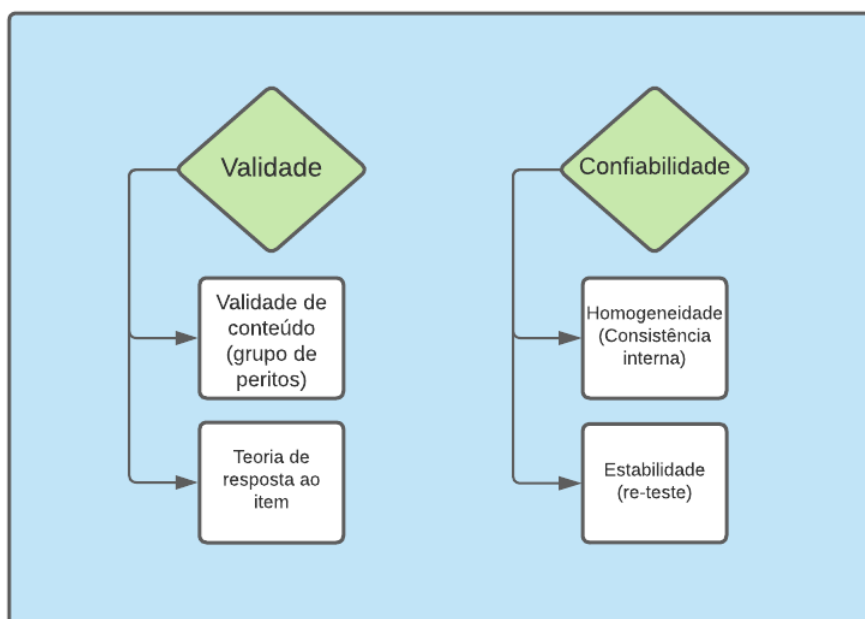 Validade
Validade de
conteúdo
(grupo de
peritos)
Teoria de
resposta ao
item
Confiabilidade
Homogeneidade
(Consistência
interna)
Estabilidade
(re-teste)